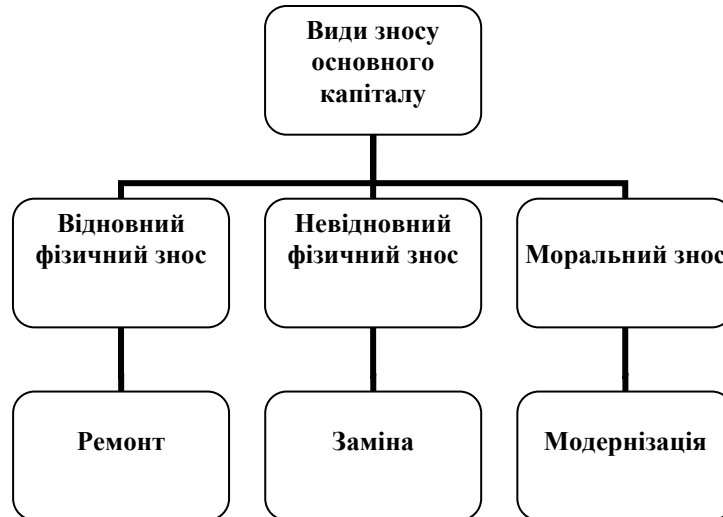 Види зносу
основного
капіталу
Відновний
фізичний знос
Невідновний
фізичний знос
Моральний знос
Ремонт
Заміна
Модернізація